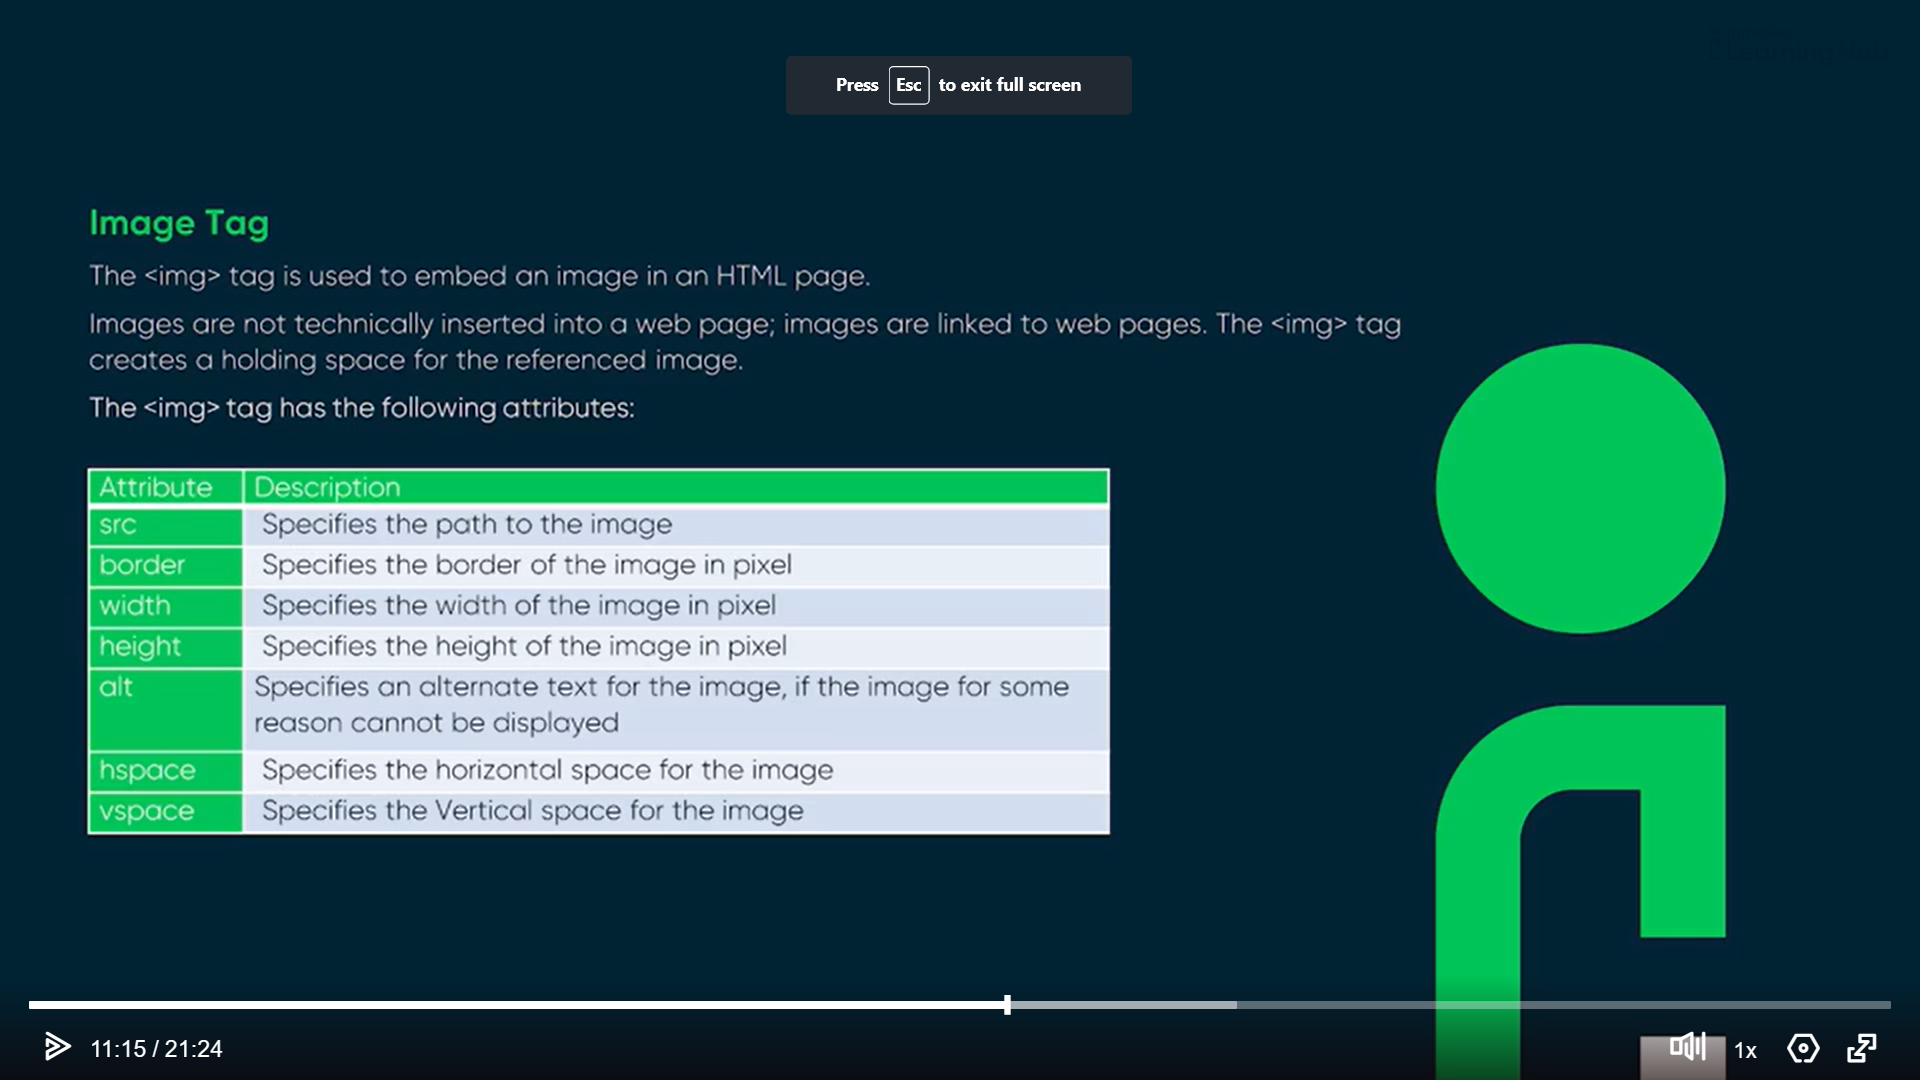 Press Esc to exit full screen
Image Tag
The <img> tag is used to embed an image in an HTML page.
Images are not technically inserted into a web page; images are linked to web pages. The <img> tag
creates a holding space for the referenced image.
The <img> tag has the following attributes:
Attribute Description
src Specifies the path to the image
border Specifies the border of the image in pixel
width Specifies the width of the image in pixel
height Specifies the height of the image in pixel
alt Specifies an alternate text for the image, if the image for some
reason cannot be displayed
hspace Specifies the horizontal space for the image
vspace Specifies the Vertical space for the image
11:15 / 21:24
1x